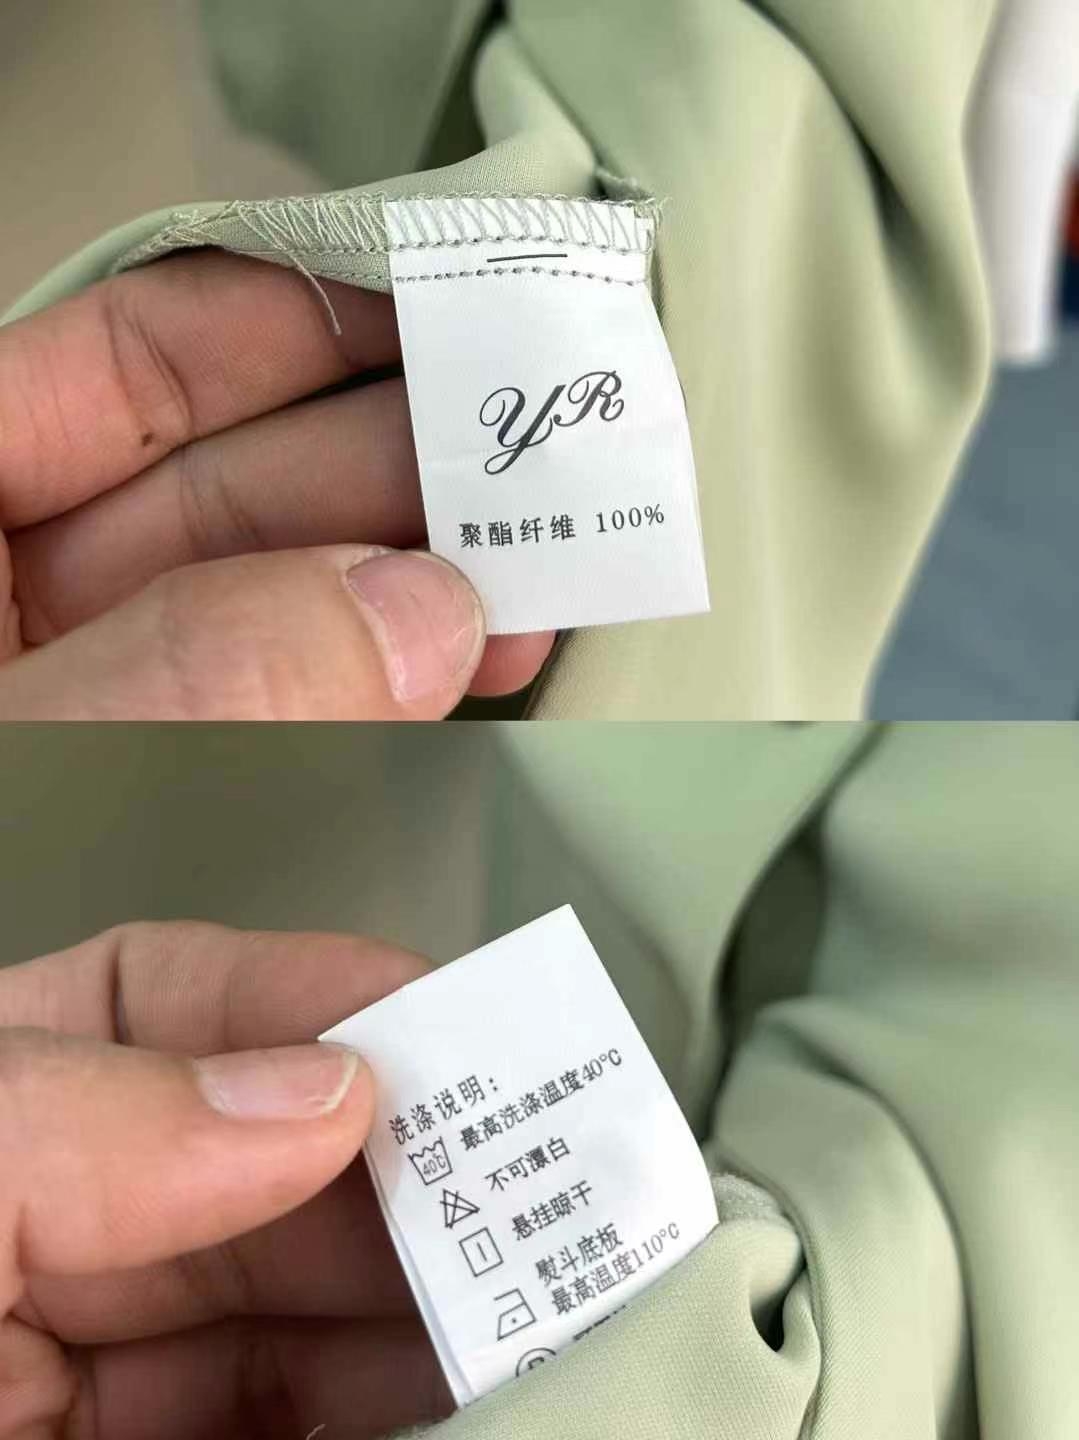 YR
聚酯纤维 100%
洗涤说明：
40℃ 最高洗涤温度40℃
不可漂白
悬挂晾干
熨斗底板
最高温度110℃